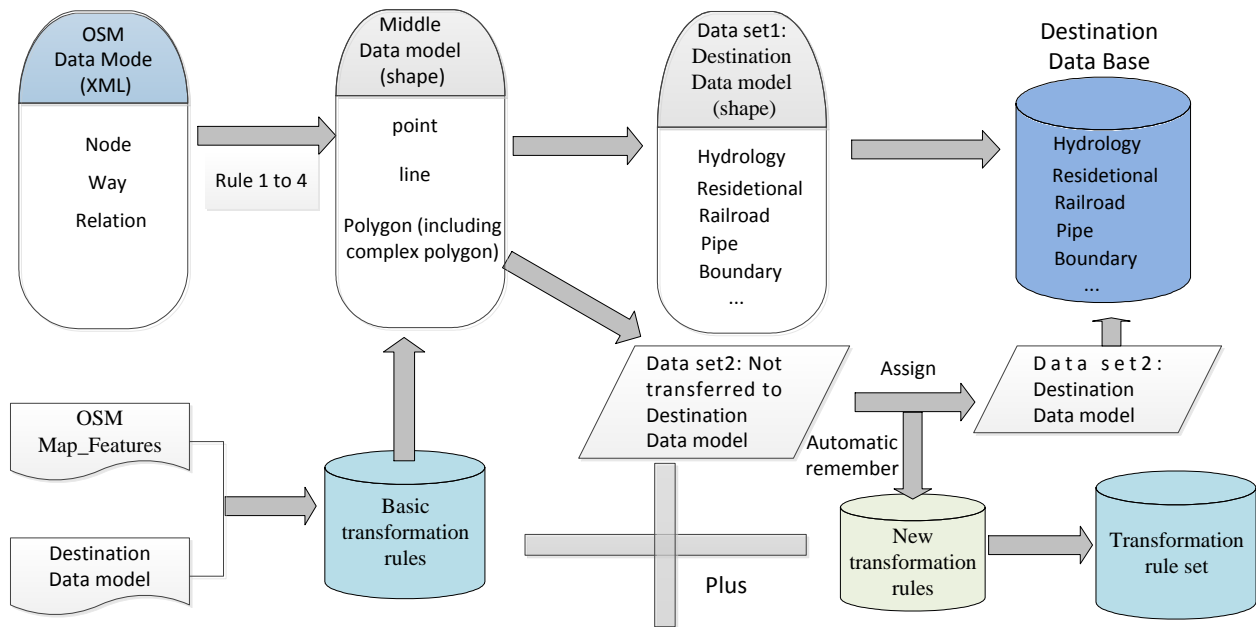 OSM
Data Mode
(XML)
Node
Way
Relation
Rule 1 to 4
Middle
Data model
(shape)
point
line
Polygon (including
complex polygon)
Data set1:
Destination
Data model
(shape)
Hydrology
Residetional
Railroad
Pipe
Boundary
...
Destination
Data Base
Hydrology
Residetional
Railroad
Pipe
Boundary
...
Data set2: Not
transferred to
Destination
Data model
Assign
Automatic
remember
Data set2:
Destination
Data model
OSM
Map_Features
Destination
Data model
Basic
transformation
rules
Plus
New
transformation
rules
Transformation
rule set